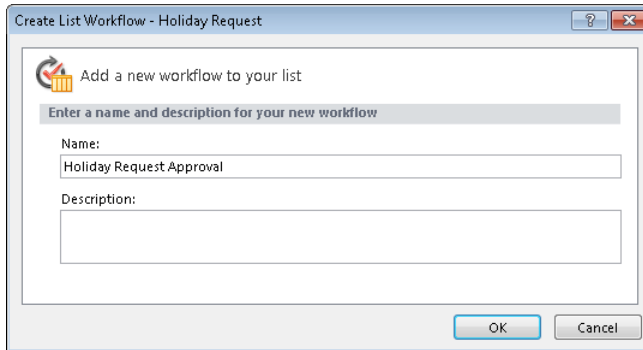 Create List Workflow - Holiday Request
?
Add a new workflow to your list
Enter a name and description for your new workflow
Name:
Holiday Request Approval
Description:
OK Cancel